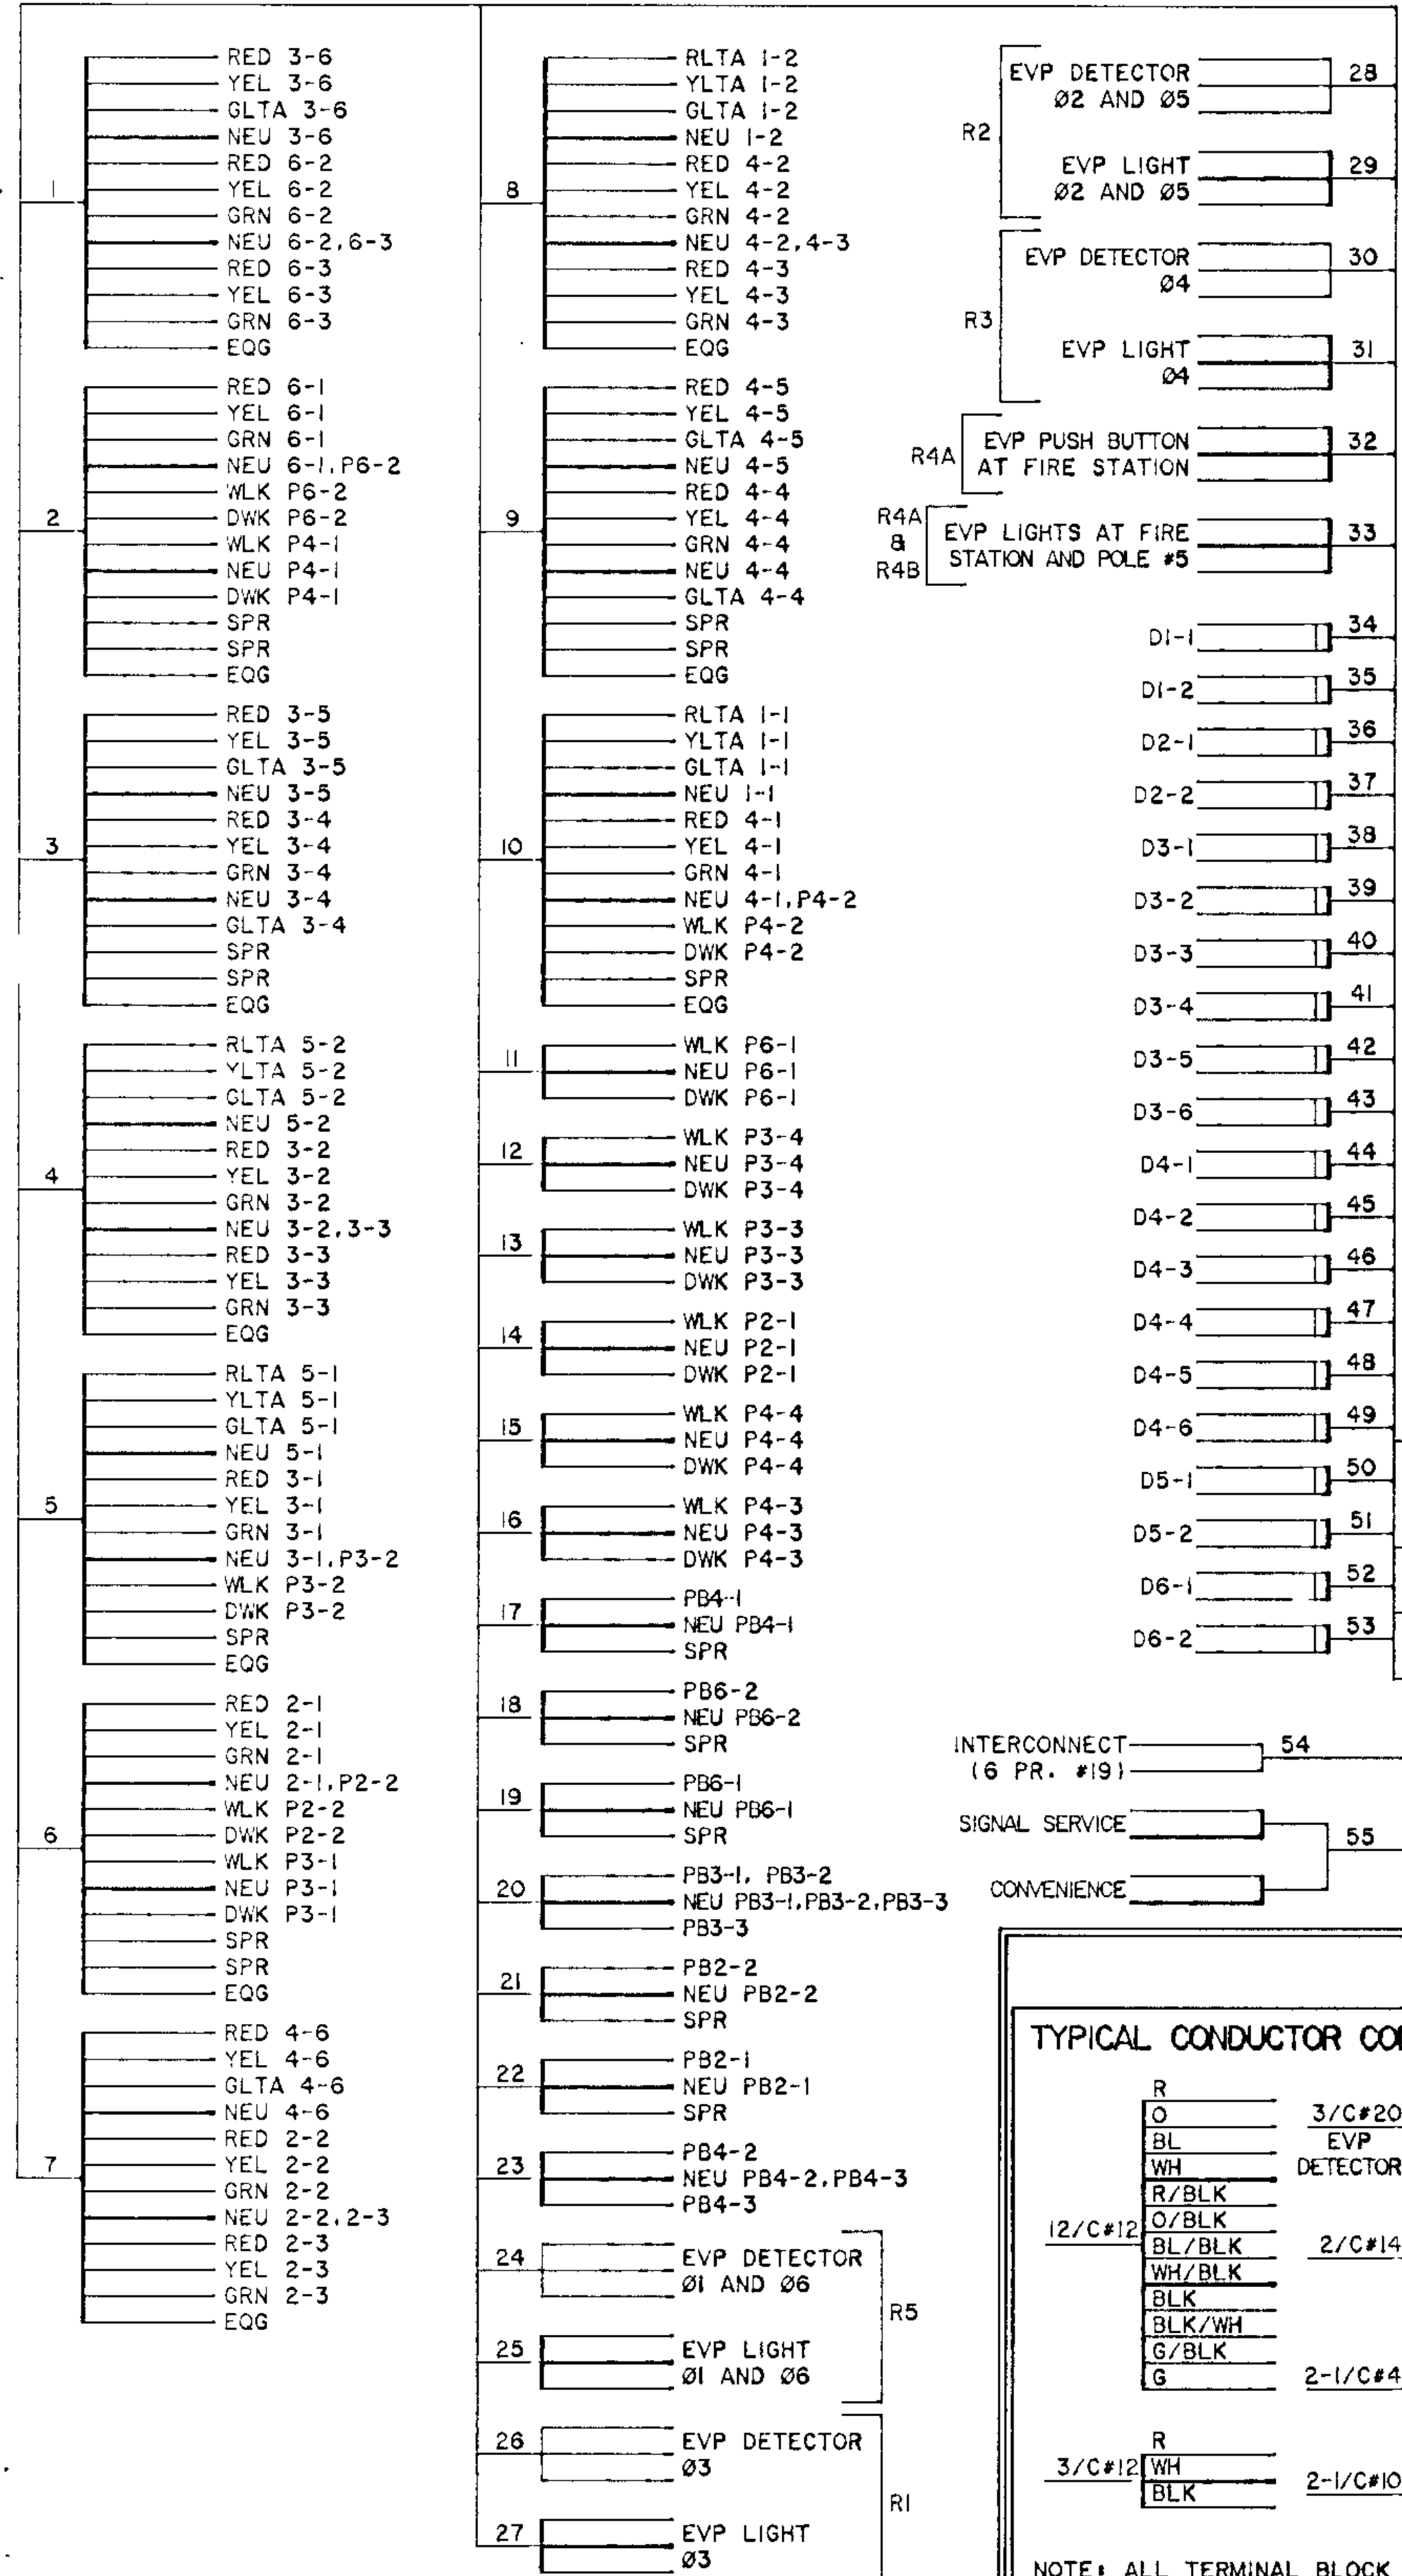 1
RED 3-6
YEL 3-6
GLTA 3-6
NEU 3-6
RED 6-2
YEL 6-2
GRN 6-2
NEU 6-2,6-3
RED 6-3
YEL 6-3
GRN 6-3
EQG
2
RED 6-1
YEL 6-1
GRN 6-1
NEU 6-1,P6-2
WLK P6-2
DWK P6-2
WLK P4-1
NEU P4-1
DWK P4-1
SPR
SPR
EQG
3
RED 3-5
YEL 3-5
GLTA 3-5
NEU 3-5
RED 3-4
YEL 3-4
GRN 3-4
NEU 3-4
GLTA 3-4
SPR
SPR
EQG
4
RLTA 5-2
YLTA 5-2
GLTA 5-2
NEU 5-2
RED 3-2
YEL 3-2
GRN 3-2
NEU 3-2,3-3
RED 3-3
YEL 3-3
GRN 3-3
EQG
5
RLTA 5-1
YLTA 5-1
GLTA 5-1
NEU 5-1
RED 3-1
YEL 3-1
GRN 3-1
NEU 3-1,P3-2
WLK P3-2
DWK P3-2
SPR
EQG
6
RED 2-1
YEL 2-1
GRN 2-1
NEU 2-1,P2-2
WLK P2-2
DWK P2-2
WLK P3-1
NEU P3-1
DWK P3-1
SPR
SPR
EQG
7
RED 4-6
YEL 4-6
GLTA 4-6
NEU 4-6
RED 2-2
YEL 2-2
GRN 2-2
NEU 2-2,2-3
RED 2-3
YEL 2-3
GRN 2-3
EQG
8
RLTA 1-2
YLTA 1-2
GLTA 1-2
NEU 1-2
RED 4-2
YEL 4-2
GRN 4-2
NEU 4-2,4-3
RED 4-3
YEL 4-3
GRN 4-3
EQG
9
RED 4-5
YEL 4-5
GLTA 4-5
NEU 4-5
RED 4-4
YEL 4-4
GRN 4-4
NEU 4-4
GLTA 4-4
SPR
SPR
EQG
10
RLTA 1-1
YLTA 1-1
GLTA 1-1
NEU 1-1
RED 4-1
YEL 4-1
GRN 4-1
NEU 4-1,P4-2
WLK P4-2
DWK P4-2
SPR
EQG
11
WLK P6-1
NEU P6-1
DWK P6-1
12
WLK P3-4
NEU P3-4
DWK P3-4
13
WLK P3-3
NEU P3-3
DWK P3-3
14
WLK P2-1
NEU P2-1
DWK P2-1
15
WLK P4-4
NEU P4-4
DWK P4-4
16
WLK P4-3
NEU P4-3
DWK P4-3
17
PB4-1
NEU PB4-1
SPR
18
PB6-2
NEU PB6-2
SPR
19
PB6-1
NEU PB6-1
SPR
20
PB3-1, PB3-2
NEU PB3-1,PB3-2,PB3-3
PB3-3
21
PB2-2
NEU PB2-2
SPR
22
PB2-1
NEU PB2-1
SPR
23
PB4-2
NEU PB4-2,PB4-3
PB4-3
24
EVP DETECTOR
Ø1 AND Ø6
R5
25
EVP LIGHT
Ø1 AND Ø6
26
EVP DETECTOR
Ø3
R1
27
EVP LIGHT
Ø3
R2
EVP DETECTOR
Ø2 AND Ø5
28
EVP LIGHT
Ø2 AND Ø5
29
R3
EVP DETECTOR
Ø4
30
EVP LIGHT
Ø4
31
R4A
EVP PUSH BUTTON
AT FIRE STATION
32
R4A
&
R4B
EVP LIGHTS AT FIRE
STATION AND POLE #5
33
D1-1 34
D1-2 35
D2-1 36
D2-2 37
D3-1 38
D3-2 39
D3-3 40
D3-4 41
D3-5 42
D3-6 43
D4-1 44
D4-2 45
D4-3 46
D4-4 47
D4-5 48
D4-6 49
D5-1 50
D5-2 51
D6-1 52
D6-2 53
INTERCONNECT
(6 PR. #19)
54
SIGNAL SERVICE
55
CONVENIENCE
TYPICAL CONDUCTOR
12/C#12
R
O
BL
WH
R/BLK
O/BLK
BL/BLK
WH/BLK
BLK
BLK/WH
G/BLK
G
3/C#20
EVP
DETECTOR
2/C#14
2-1/C#4
3/C#12
R
WH
BLK
2-1/C#10
NOTE: ALL TERMINAL BLOCK